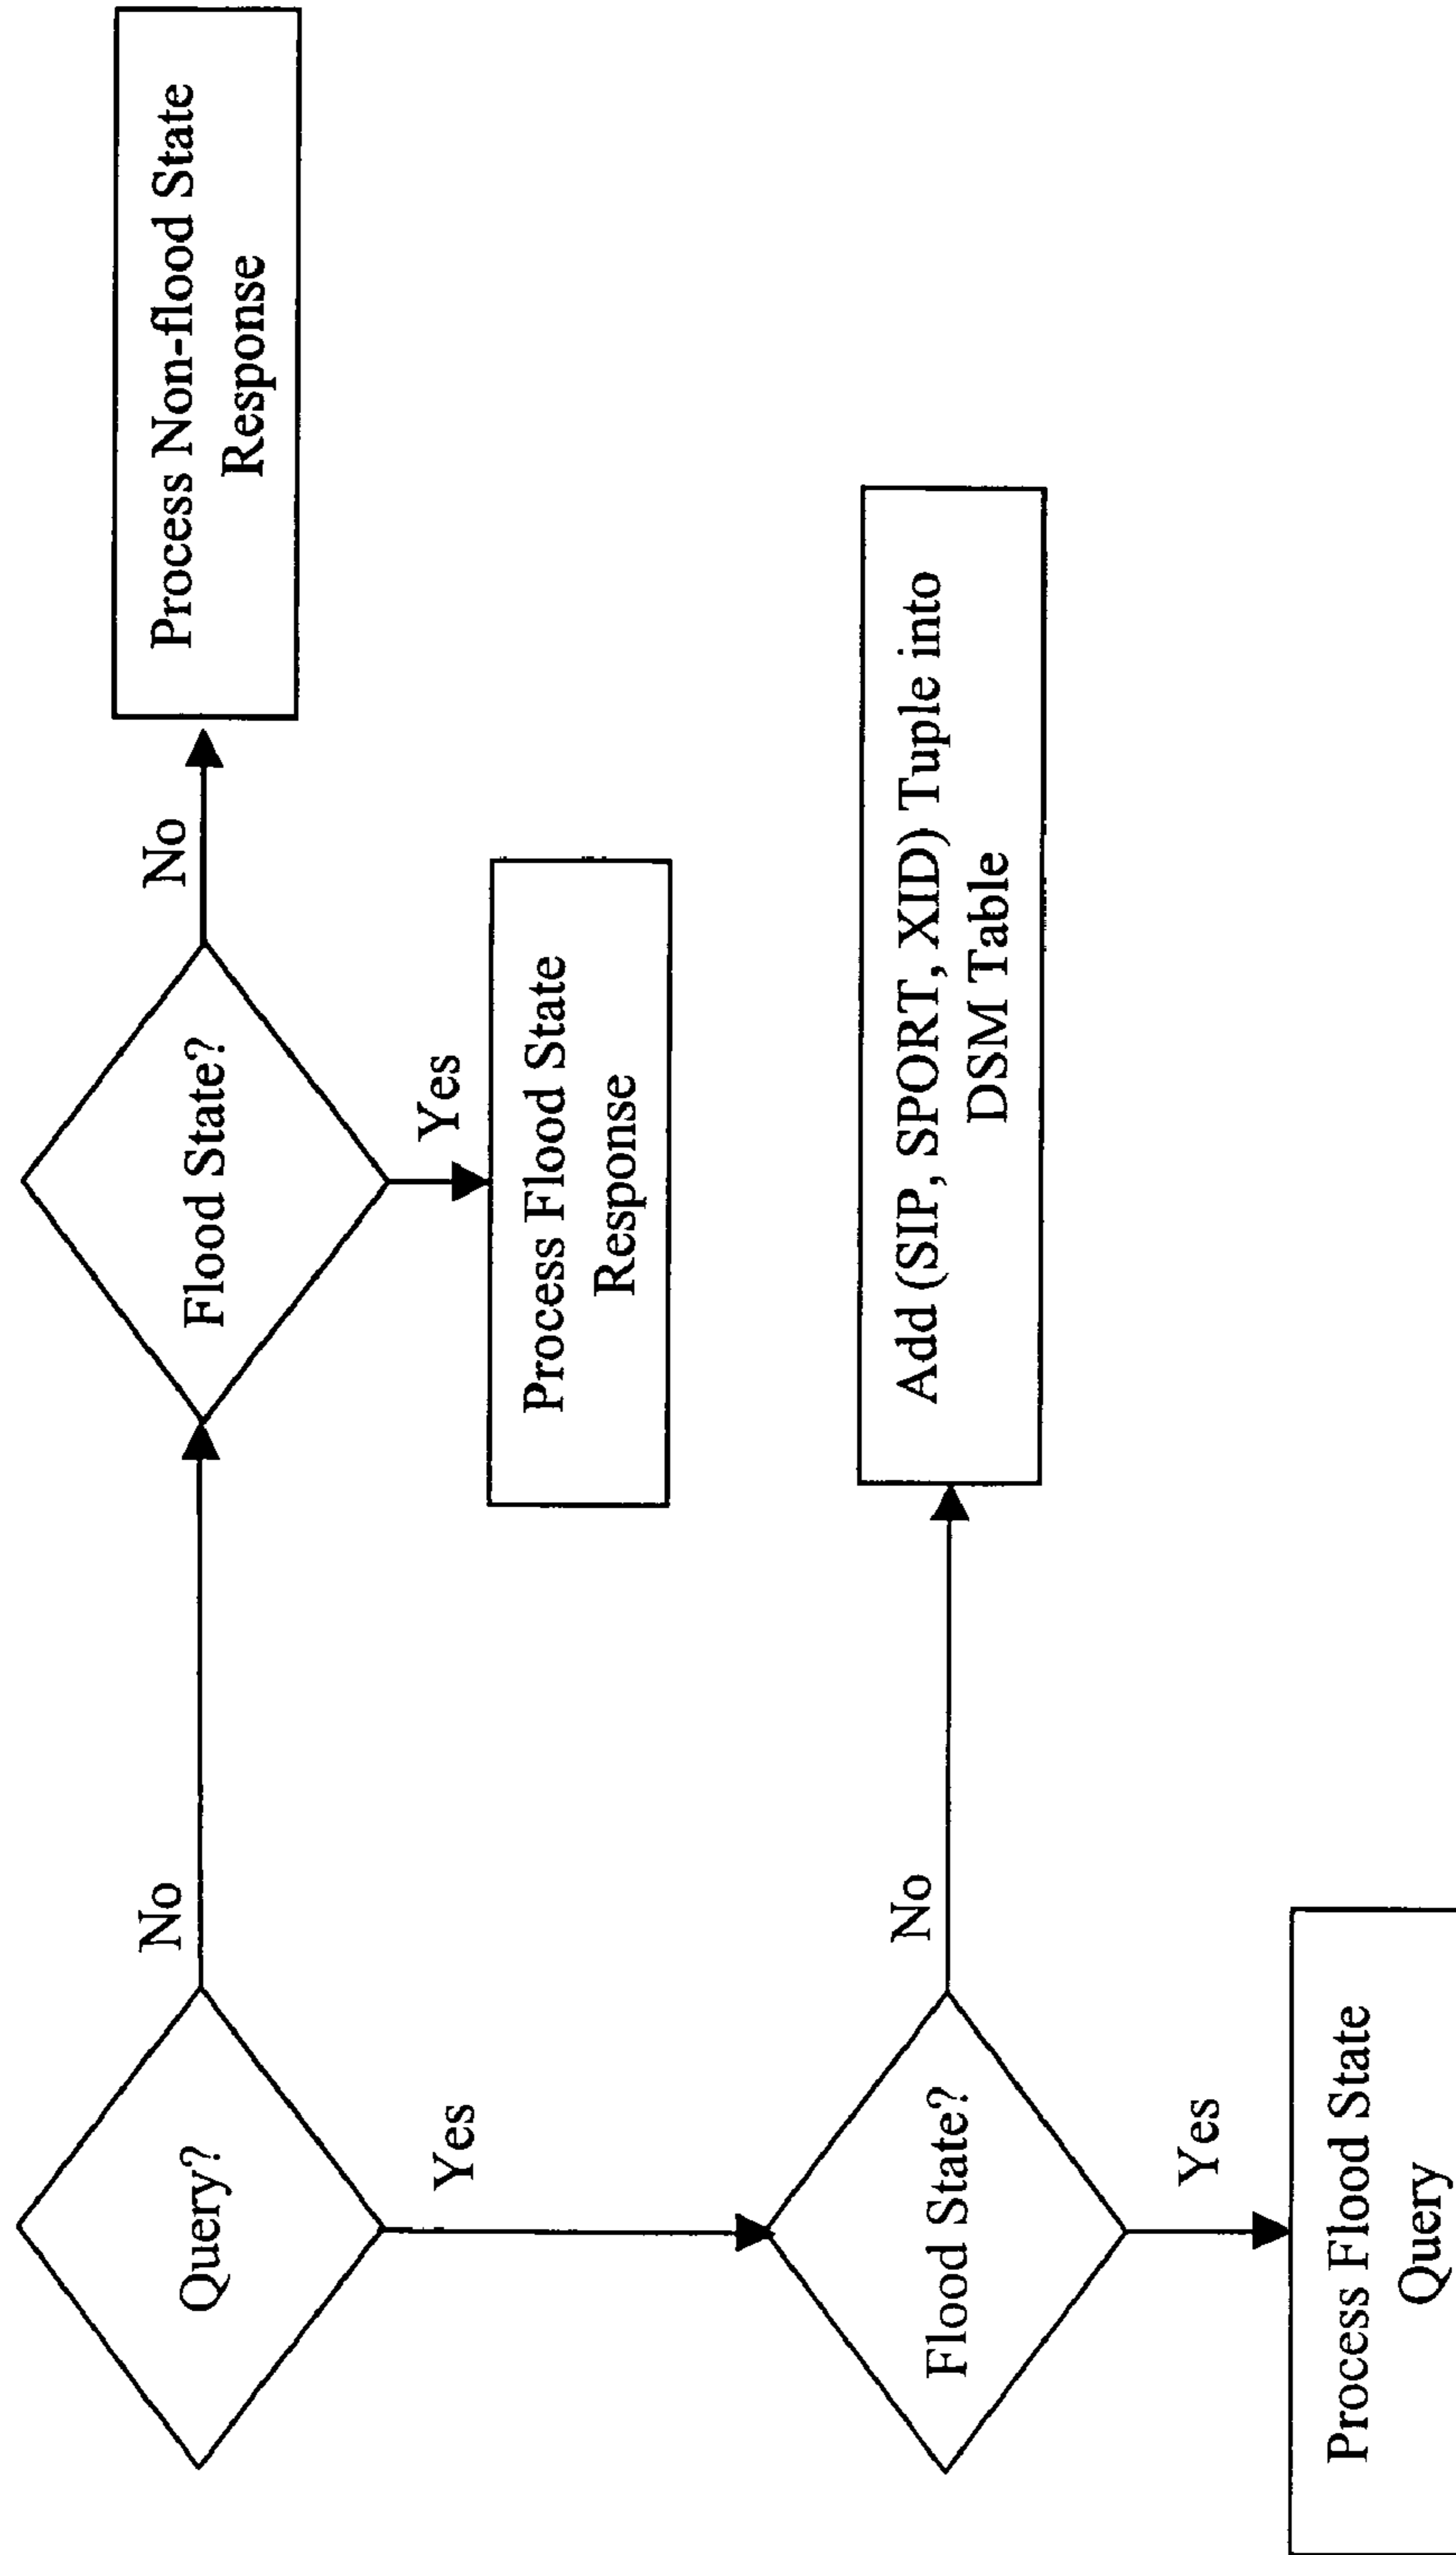 Query?
No
Flood State?
No
Process Non-flood State
Response
Yes
Yes
Process Flood State
Response
Flood State?
No
Add (SIP, SPORT, XID) Tuple into
DSM Table
Yes
Process Flood State
Query